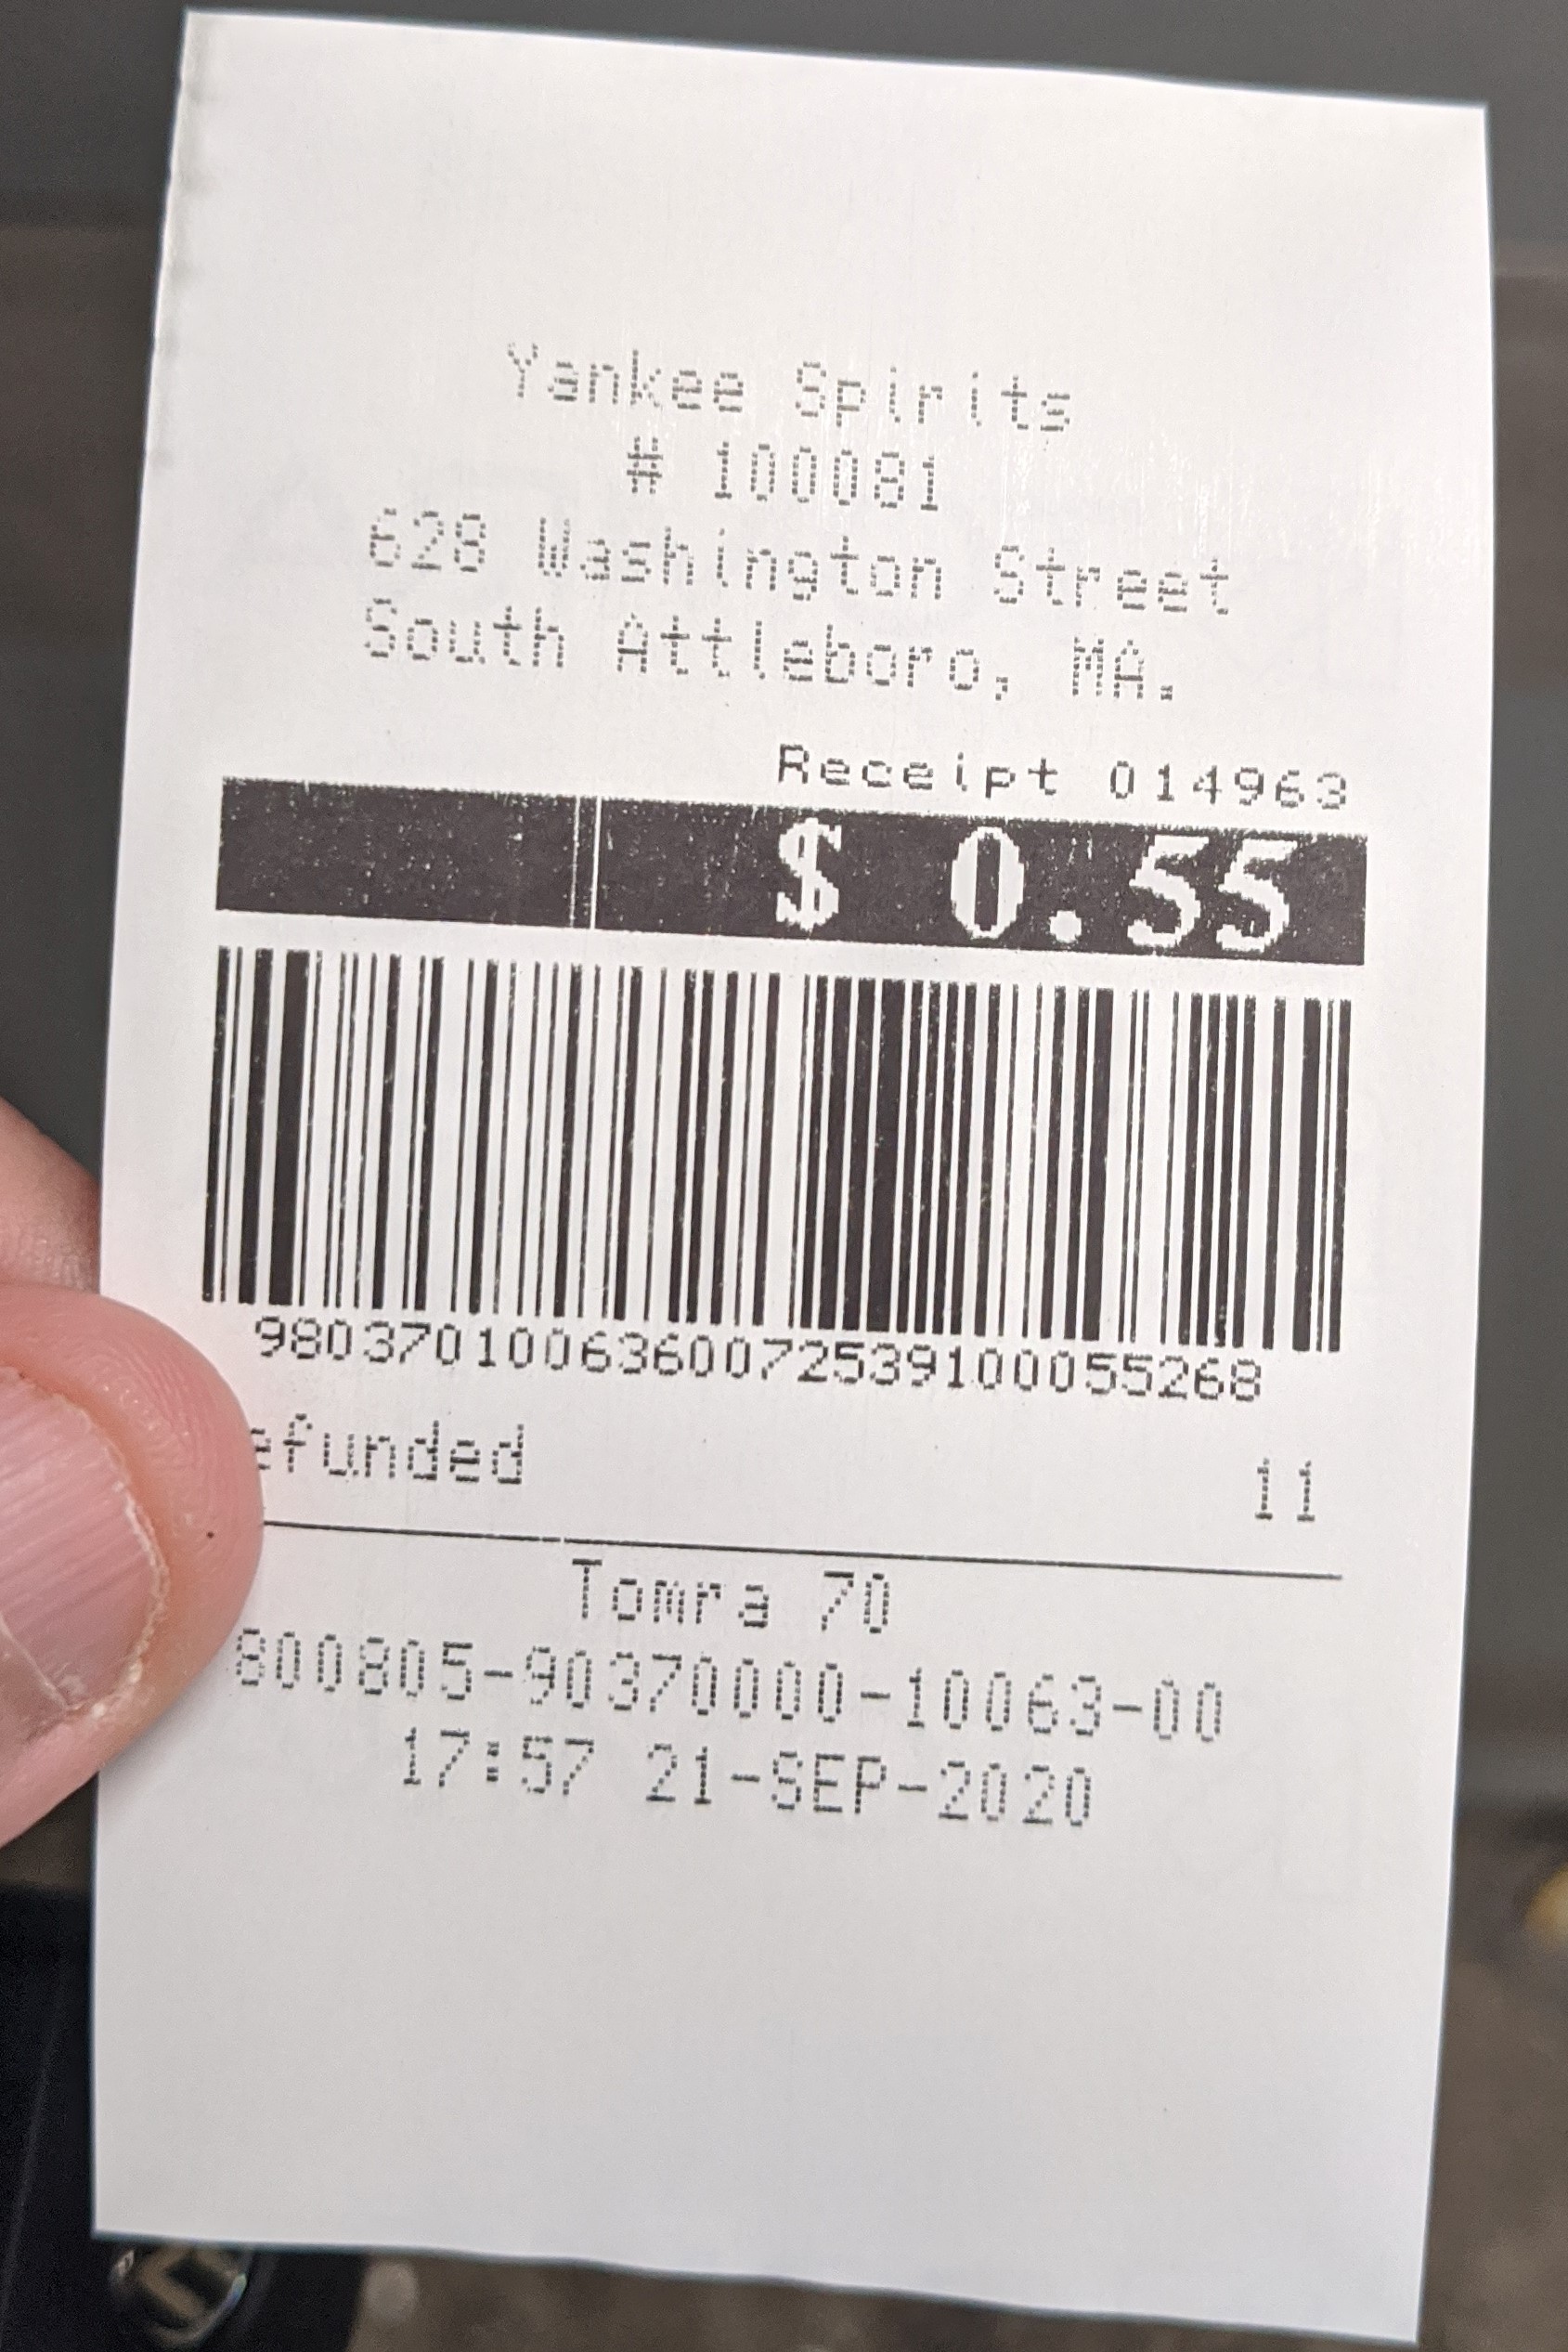 Yankee Spirits
# 100081
628 Washington Street
South Attleboro, MA.
Receipt 014963
$ 0.55
9803701006360072539100055268
efunded 11
Tomra 70
800805-90370000-10063-00
17:57 21-SEP-2020